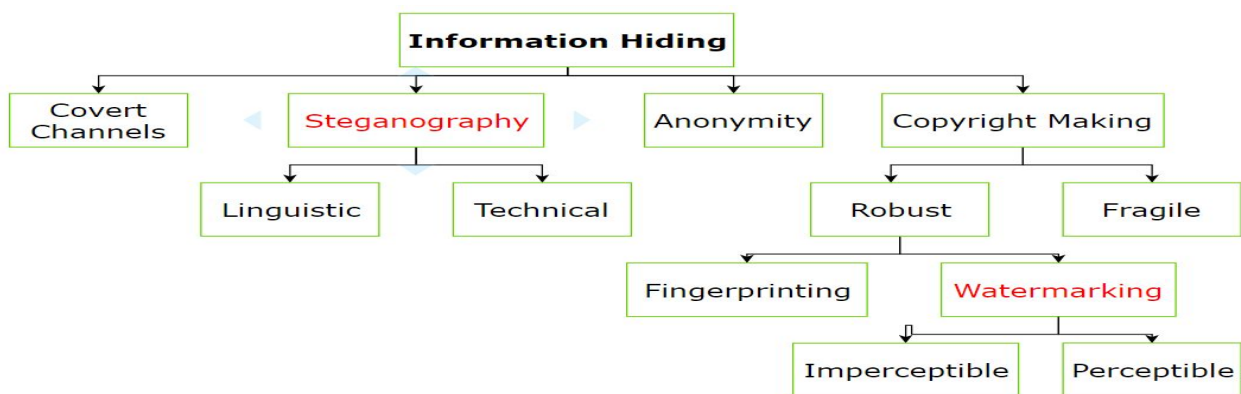 Information Hiding
Covert
Channels
Steganography
Anonymity
Copyright Making
Linguistic
Technical
Robust
Fragile
Fingerprinting
Watermarking
Imperceptible
Perceptible